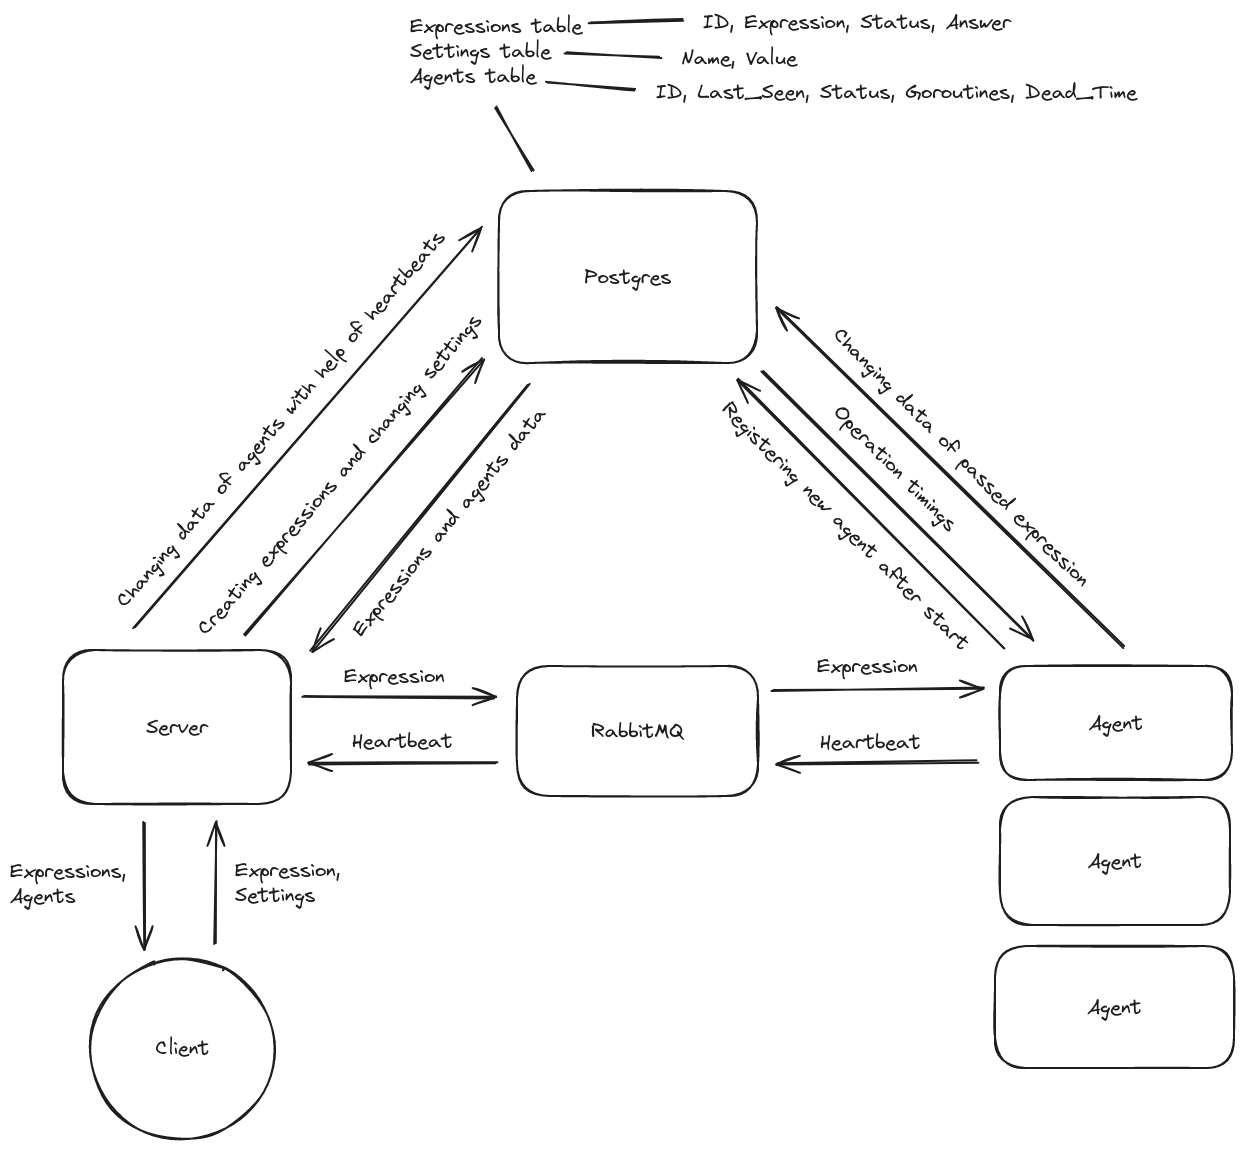 Expressions table
ID, Expression, Status, Answer
Settings table
Name, Value
Agents table
ID, Last_Seen, Status, Goroutines, Dead_Time
Postgres
Changing data of agents with help of heartbeats
Creating expressions and changing settings
Expressions and agents data
Changing data of passed expression
Operation timings
Registering new agent after start
Server
Expression
Heartbeat
RabbitMQ
Expression
Heartbeat
Agent
Agent
Agent
Expressions,
Agents
Expression,
Settings
Client